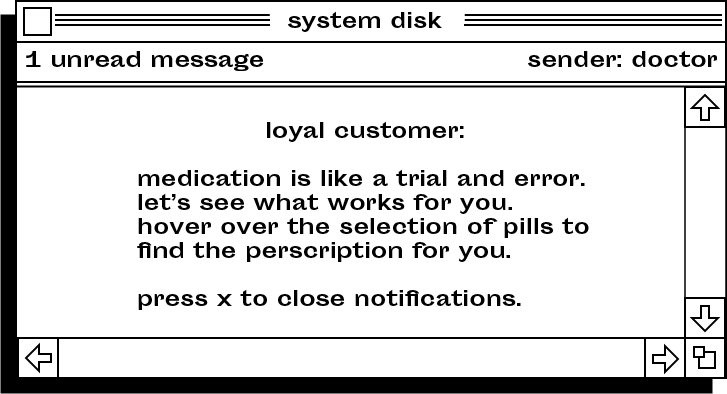 system disk
1 unread message
sender: doctor
loyal customer:
medication is like a trial and error.
let's see what works for you.
hover over the selection of pills to
find the perscription for you.
press x to close notifications.